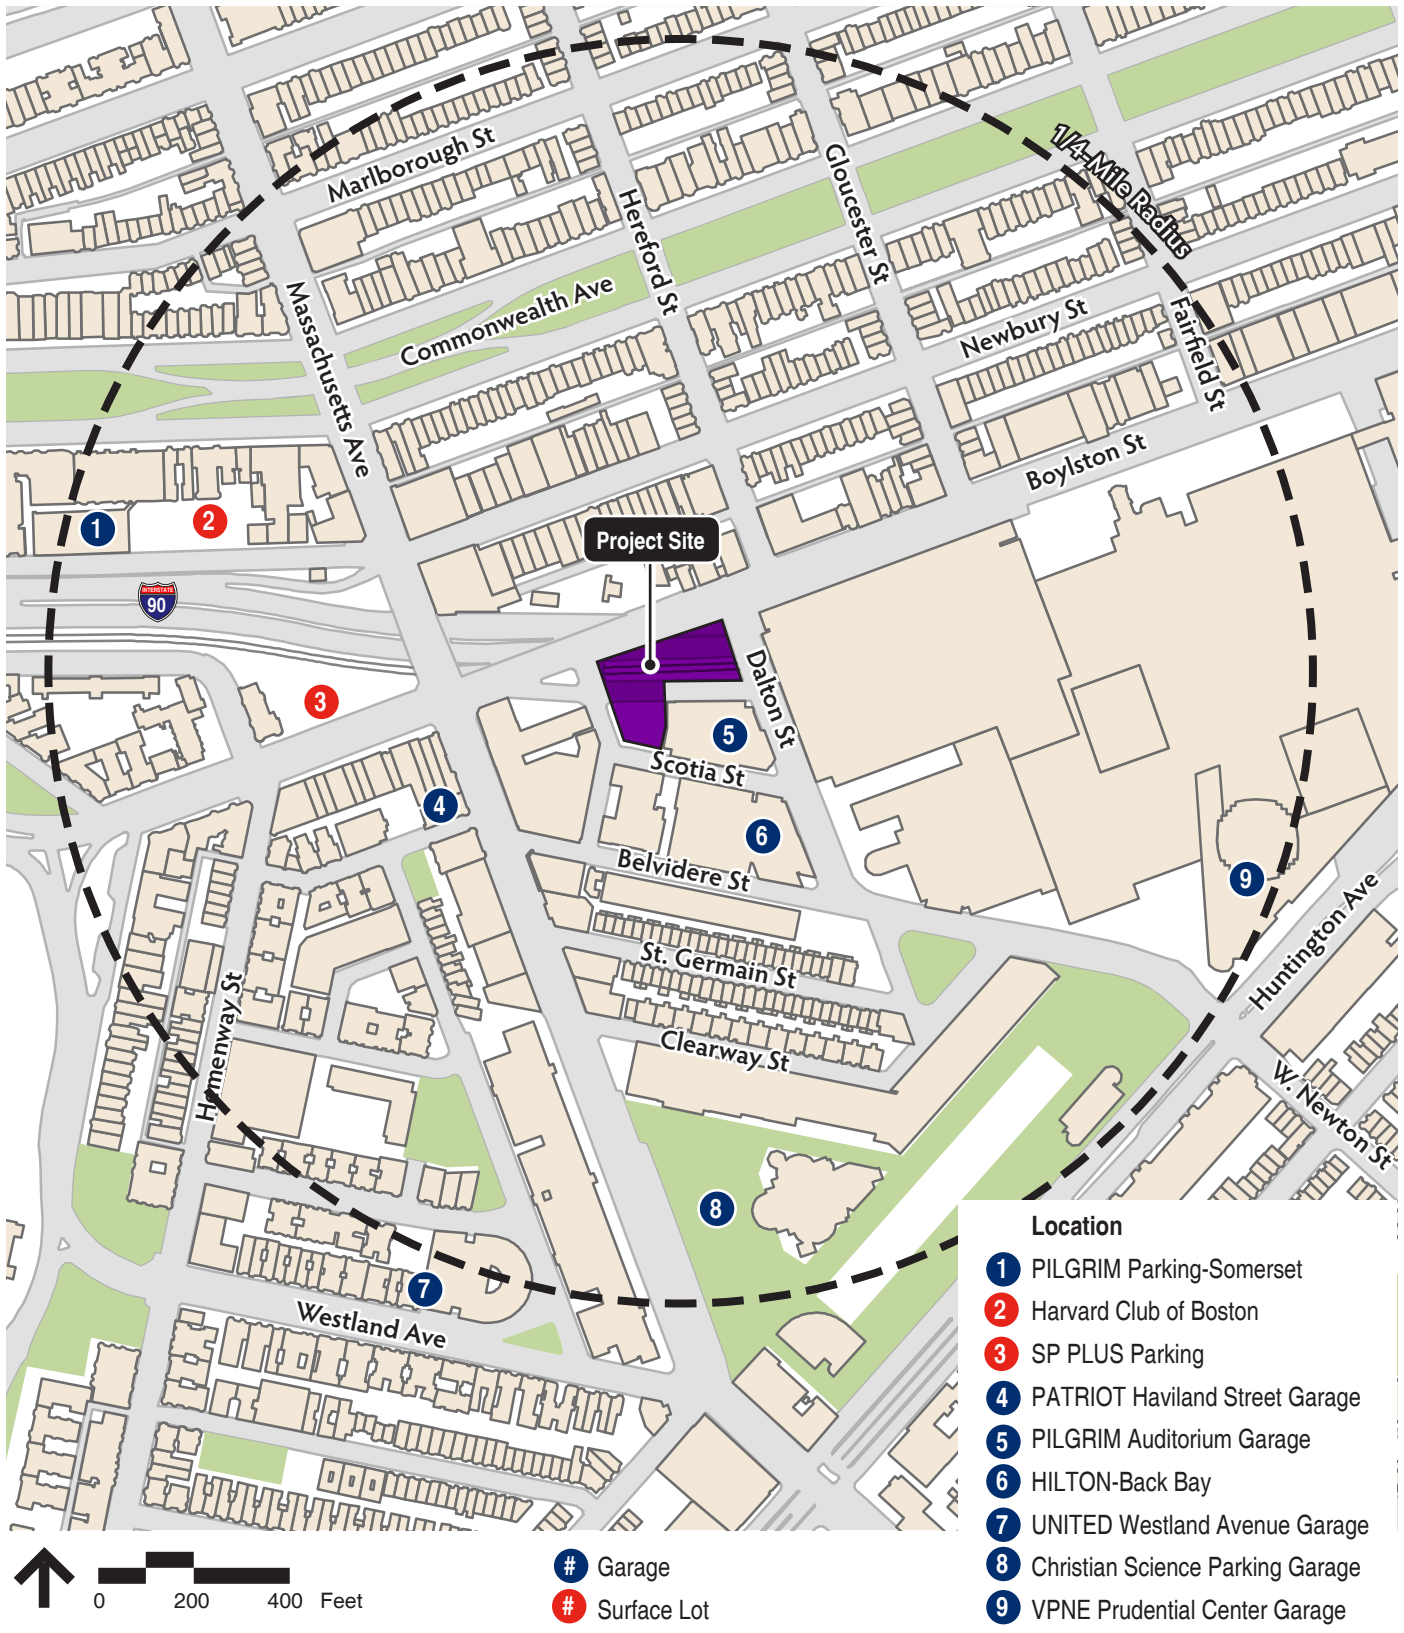 Marlborough St
Gloucester St
1/4-Mile Radius
Hereford St
Massachusetts Ave
Commonwealth Ave
Newbury St
Fairfield St
Boylston St
1
2
Project Site
INTERSTATE
90
3
Dalton St
5
Scotia St
4
6
Belvidere St
9
Huntington Ave
St. Germain St
Hemenway St
Clearway St
W. Newton St
8
7
Westland Ave
Location
1 PILGRIM Parking-Somerset
2 Harvard Club of Boston
3 SP PLUS Parking
4 PATRIOT Haviland Street Garage
5 PILGRIM Auditorium Garage
6 HILTON-Back Bay
7 UNITED Westland Avenue Garage
8 Christian Science Parking Garage
9 VPNE Prudential Center Garage
# Garage
# Surface Lot
0 200 400 Feet